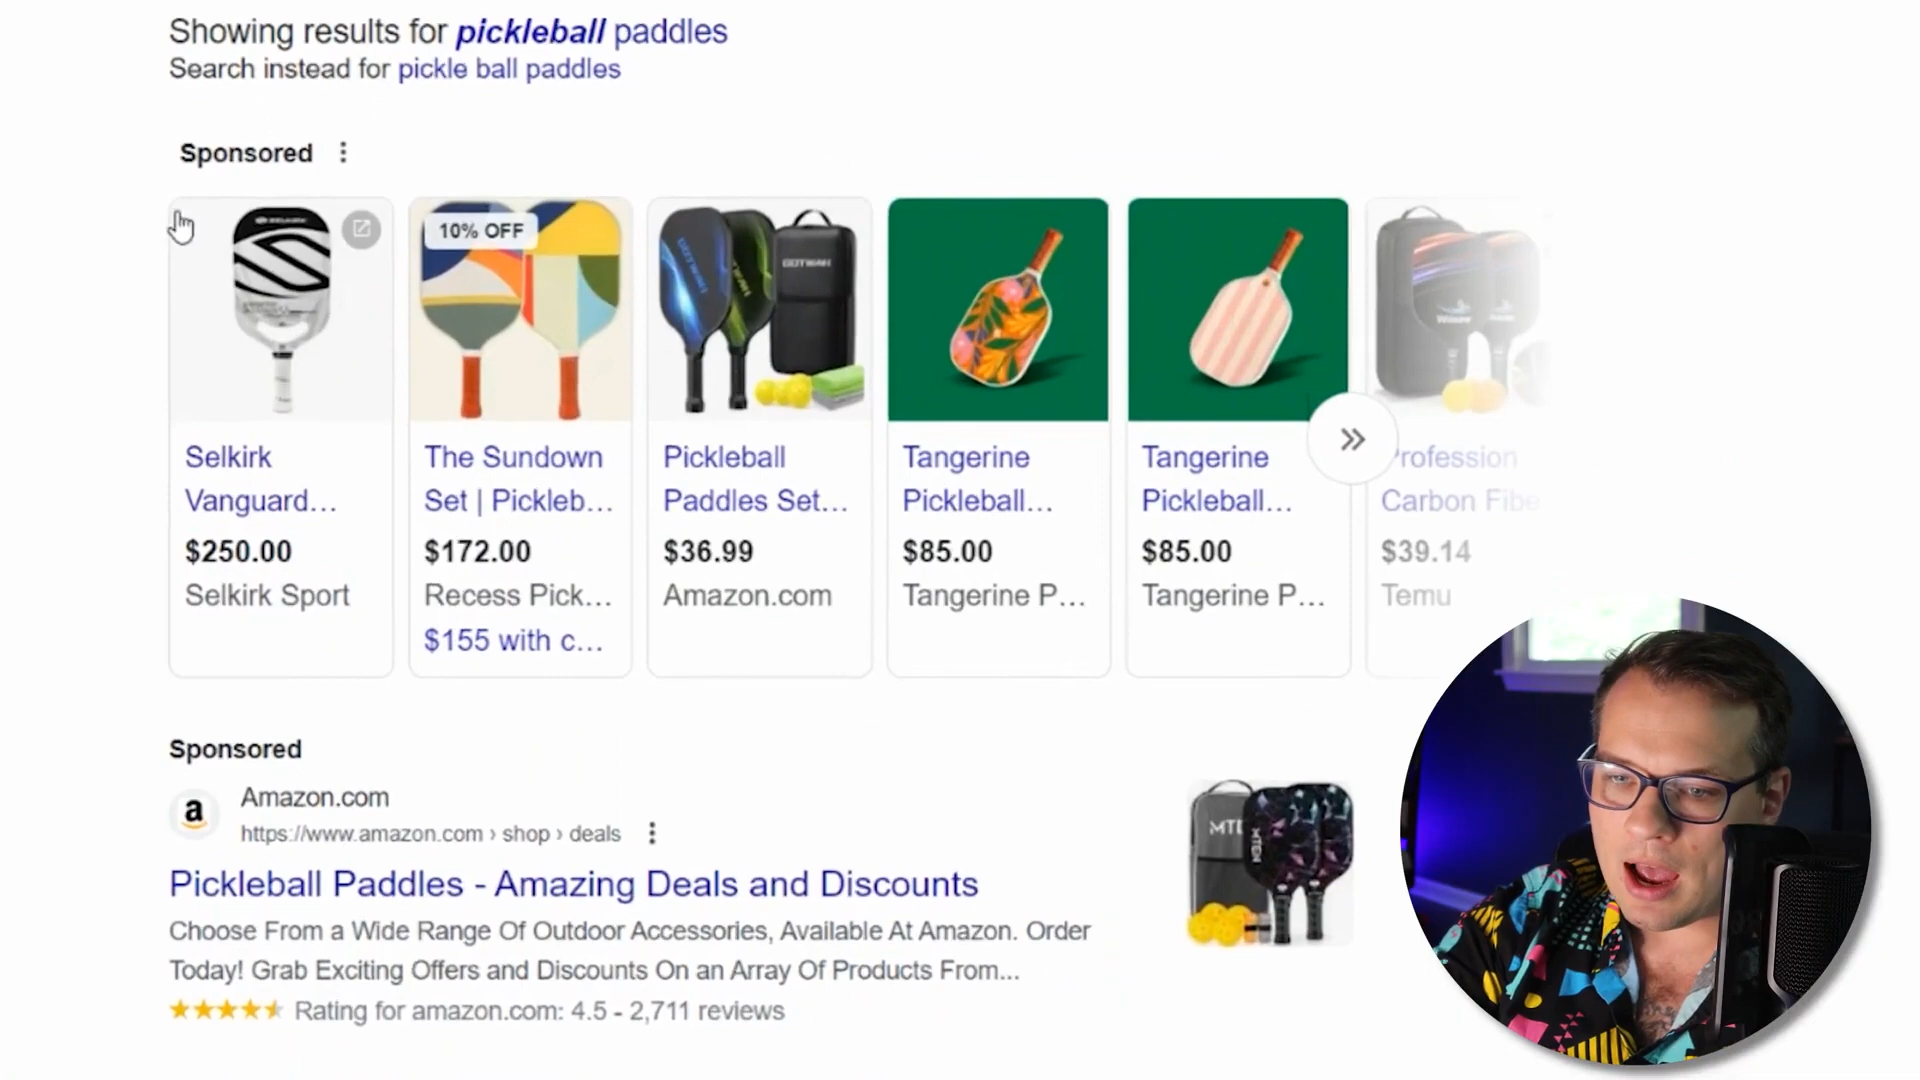 Showing results for pickleball paddles
Search instead for pickle ball paddles
Sponsored
SELKIRK
10% OFF
GOTWAH
Selkirk
Vanguard...
$250.00
Selkirk Sport
The Sundown
Set | Pickleb...
$172.00
Recess Pick...
$155 with c...
Pickleball
Paddles Set...
$36.99
Amazon.com
Tangerine
Pickleball...
$85.00
Tangerine P...
Tangerine
Pickleball...
$85.00
Tangerine P...
Profession
Carbon Fibe
$39.14
Temu
Sponsored
a
Amazon.com
https://www.amazon.com › shop › deals
Pickleball Paddles - Amazing Deals and Discounts
Choose From a Wide Range Of Outdoor Accessories, Available At Amazon. Order
Today! Grab Exciting Offers and Discounts On an Array Of Products From...
Rating for amazon.com: 4.5 - 2,711 reviews
MTEN